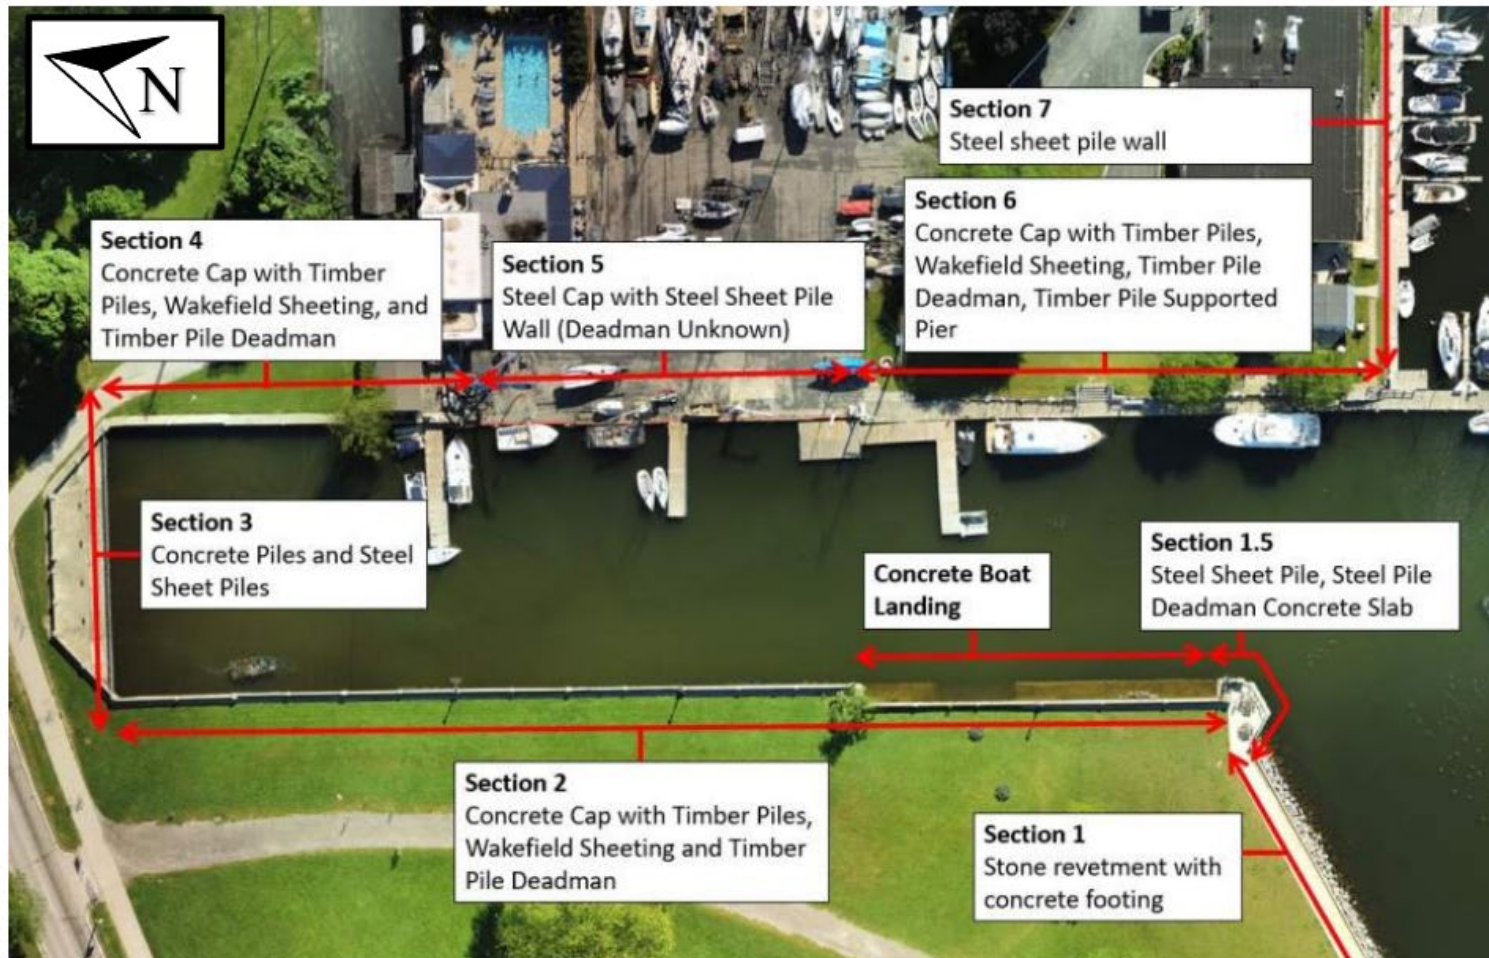 N
Section 7
Steel sheet pile wall
Section 4
Concrete Cap with Timber
Piles, Wakefield Sheeting, and
Timber Pile Deadman
Section 5
Steel Cap with Steel Sheet Pile
Wall (Deadman Unknown)
Section 6
Concrete Cap with Timber Piles,
Wakefield Sheeting, Timber Pile
Deadman, Timber Pile Supported
Pier
Section 3
Concrete Piles and Steel
Sheet Piles
Concrete Boat
Landing
Section 1.5
Steel Sheet Pile, Steel Pile
Deadman Concrete Slab
Section 2
Concrete Cap with Timber Piles,
Wakefield Sheeting and Timber
Pile Deadman
Section 1
Stone revetment with
concrete footing